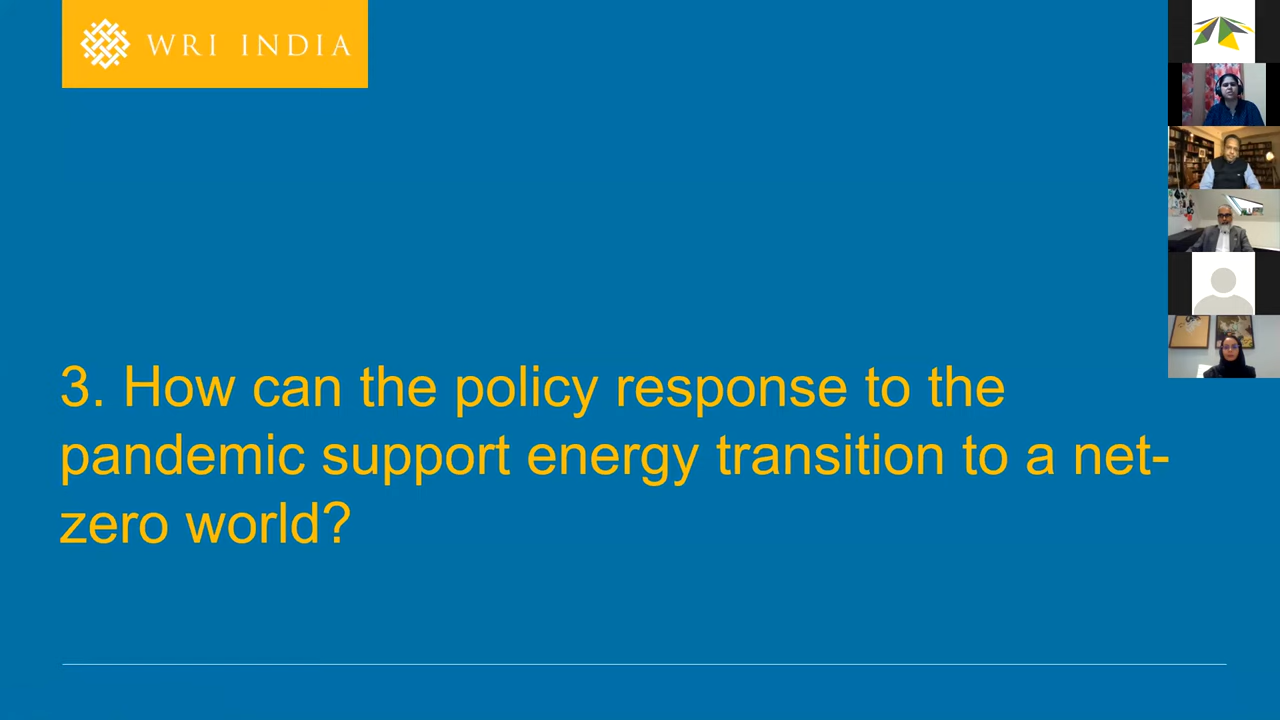 WRI INDIA
3. How can the policy response to the
pandemic support energy transition to a net-
zero world?